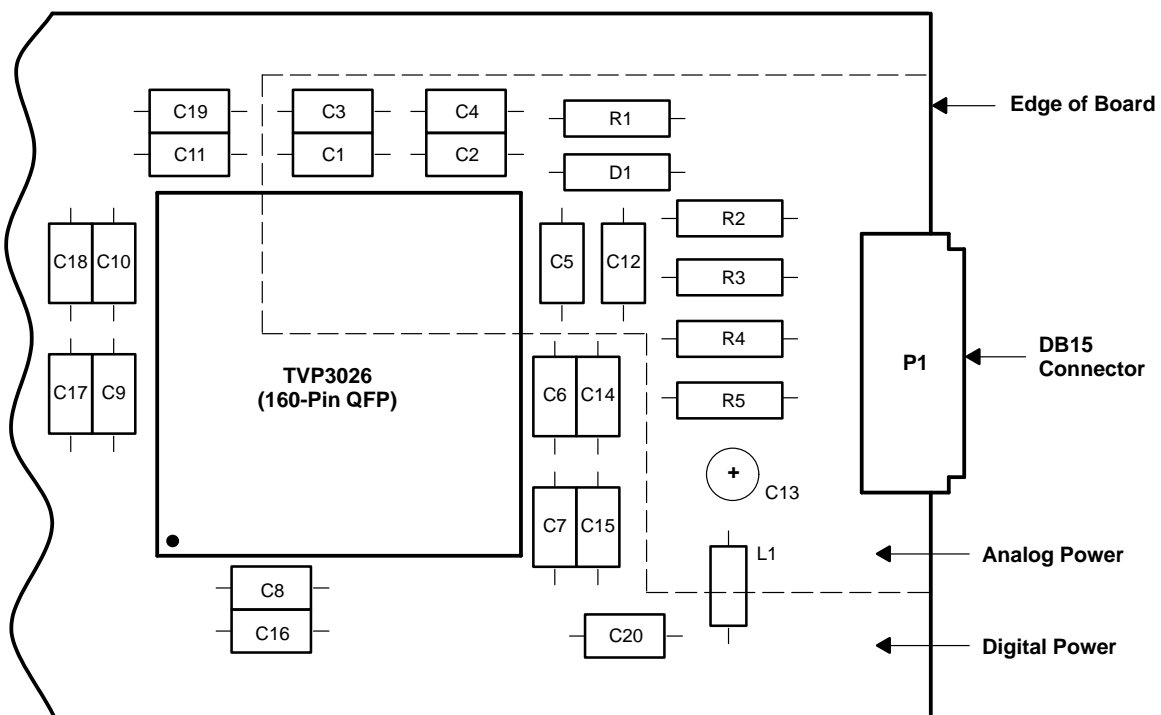 Edge of Board
C19
C3
C4
R1
C11
C1
C2
D1
R2
C18
C10
C5
C12
R3
R4
DB15
Connector
P1
TVP3026
(160-Pin QFP)
C17
C9
C6
C14
R5
+
C13
C7
C15
L1
Analog Power
C8
C16
C20
Digital Power